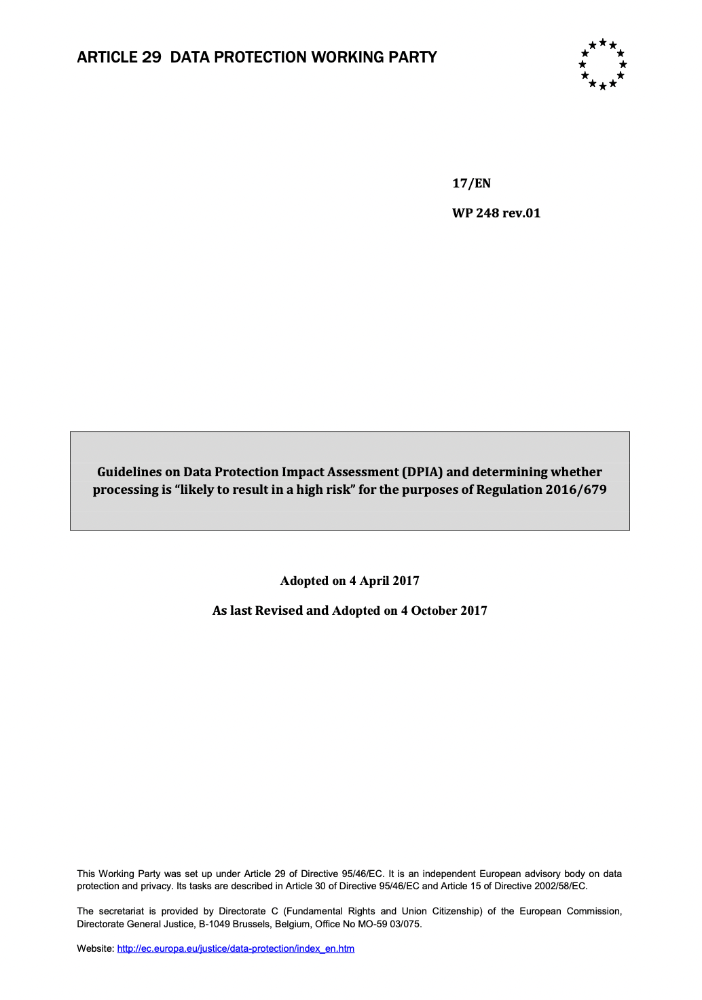 ARTICLE 29 DATA PROTECTION WORKING PARTY
17/EN
WP 248 rev.01
Guidelines on Data Protection Impact Assessment (DPIA) and determining whether
processing is “likely to result in a high risk” for the purposes of Regulation 2016/679
Adopted on 4 April 2017
As last Revised and Adopted on 4 October 2017
This Working Party was set up under Article 29 of Directive 95/46/EC. It is an independent European advisory body on data
protection and privacy. Its tasks are described in Article 30 of Directive 95/46/EC and Article 15 of Directive 2002/58/EC.
The secretariat is provided by Directorate C (Fundamental Rights and Union Citizenship) of the European Commission,
Directorate General Justice, B-1049 Brussels, Belgium, Office No MO-59 03/075.
Website: http://ec.europa.eu/justice/data-protection/index_en.htm